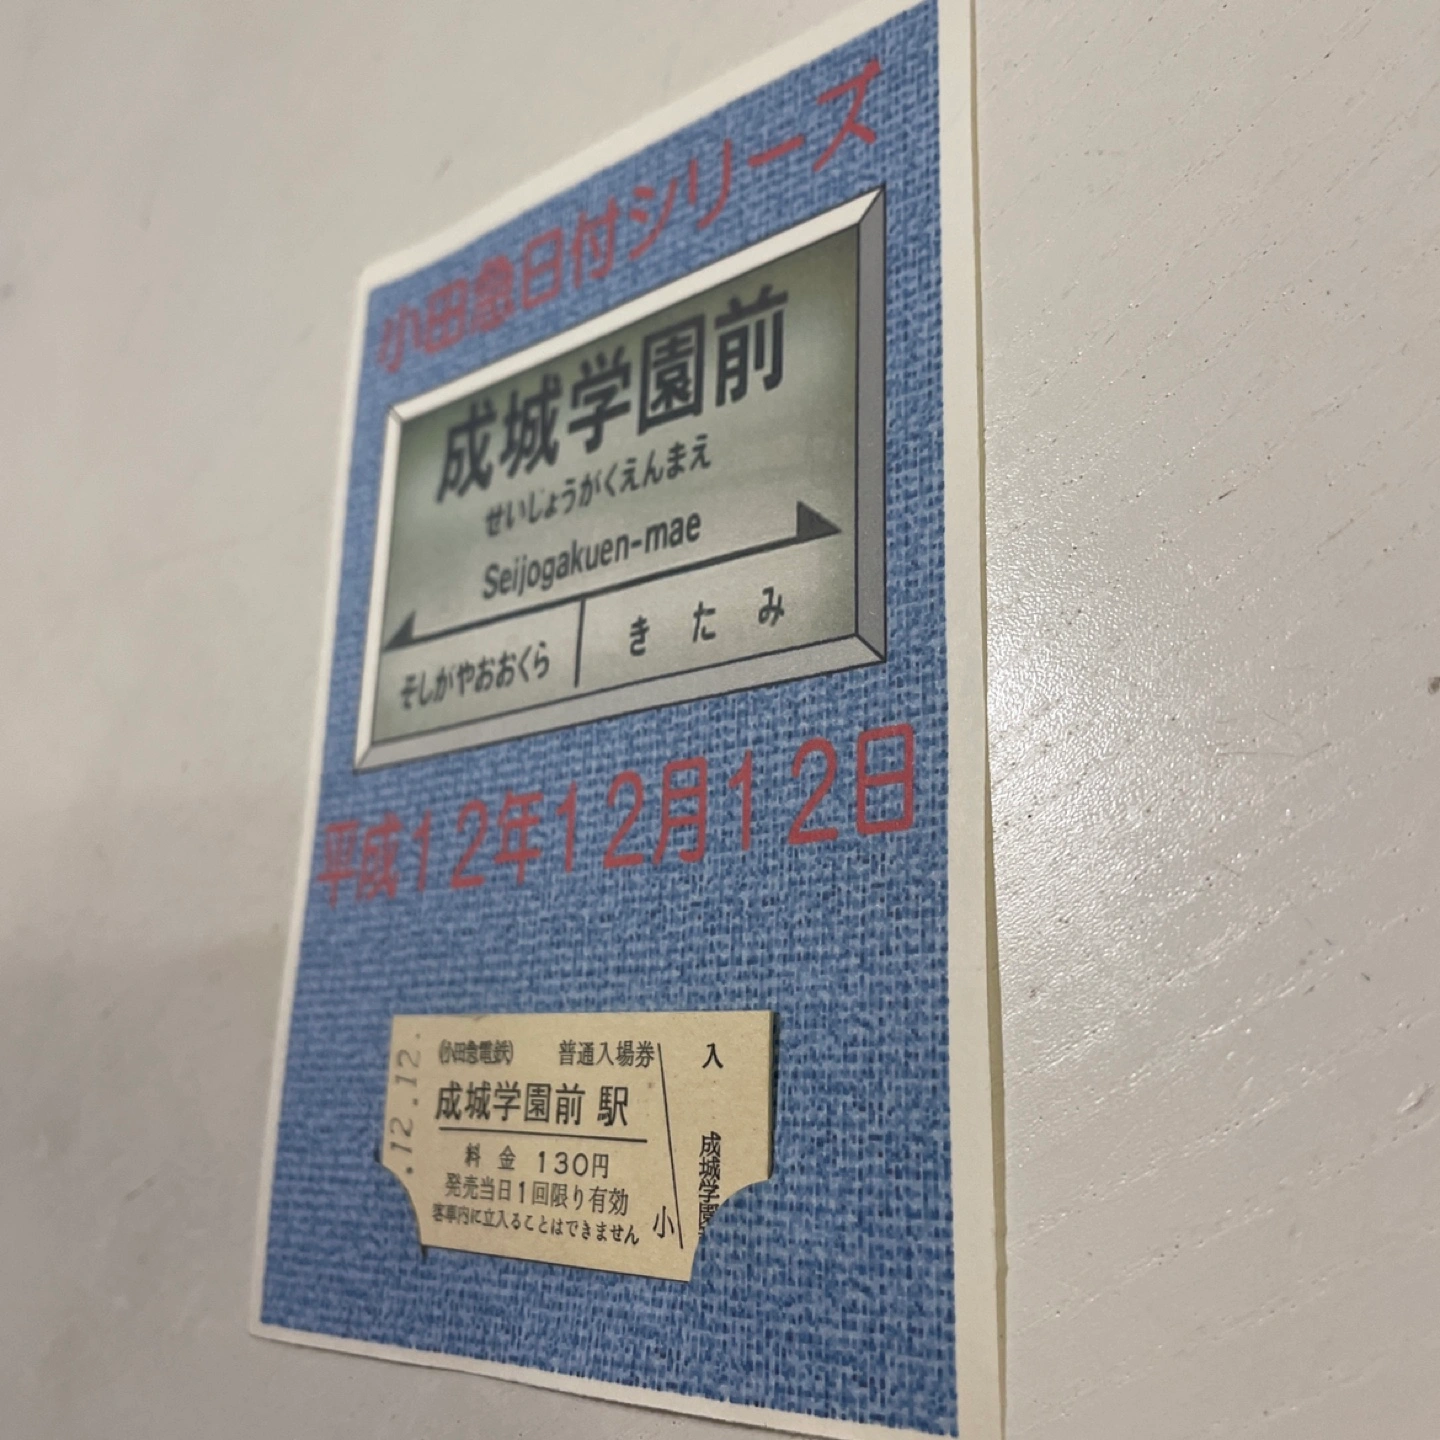 小田急日付シリーズ
成城学園前
せいじょうがくえんまえ
Seijogakuen-mae
そしがやおおくら
きたみ
平成12年12月12日
12.12.12.
(小田急電鉄) 普通入場券
成城学園前 駅
料金 130円
発売当日1回限り有効
客車内に立入ることはできません
小
入
成城学園